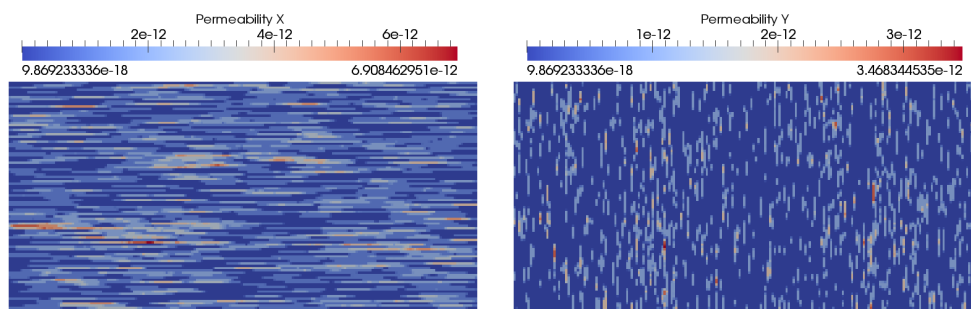 Permeability X
2e-12 4e-12 6e-12
9.869233336e-18 6.908462951e-12
Permeability Y
1e-12 2e-12 3e-12
9.869233336e-18 3.468344535e-12